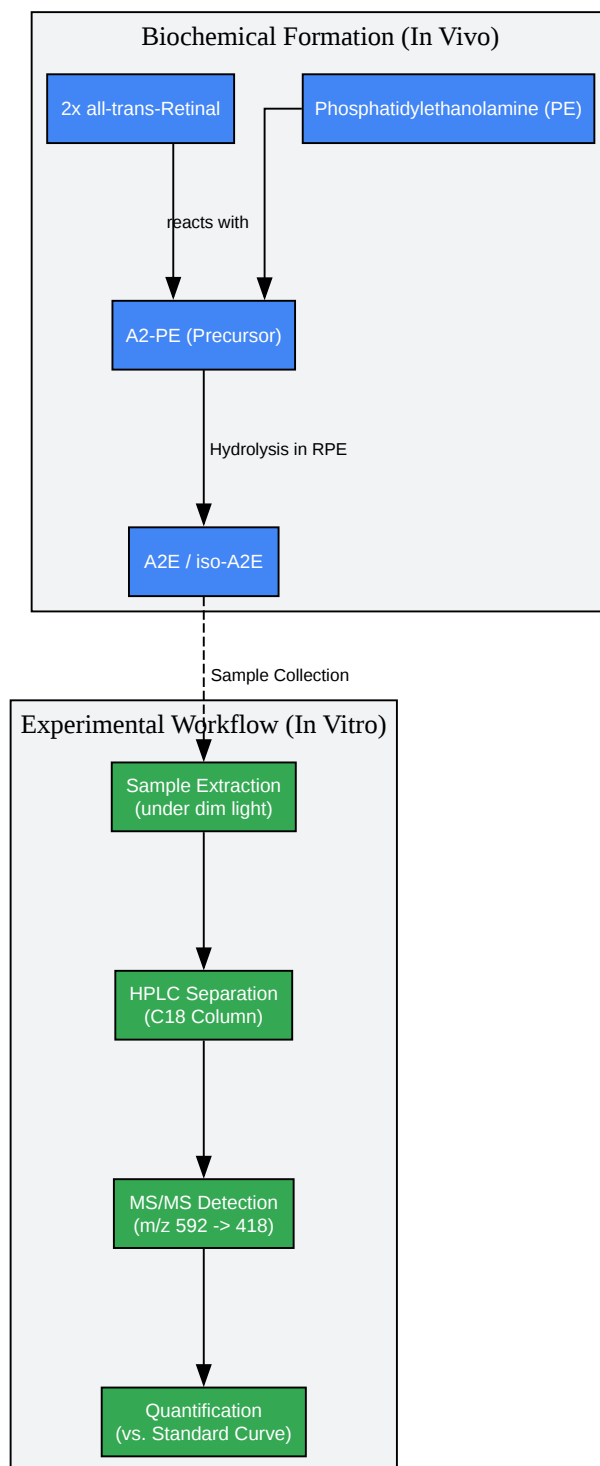 Biochemical Formation (In Vivo)
2x all-trans-Retinal
Phosphatidylethanolamine (PE)
reacts with
A2-PE (Precursor)
Hydrolysis in RPE
A2E / iso-A2E
Sample Collection
Experimental Workflow (In Vitro)
Sample Extraction
(under dim light)
HPLC Separation
(C18 Column)
MS/MS Detection
(m/z 592 -> 418)
Quantification
(vs. Standard Curve)